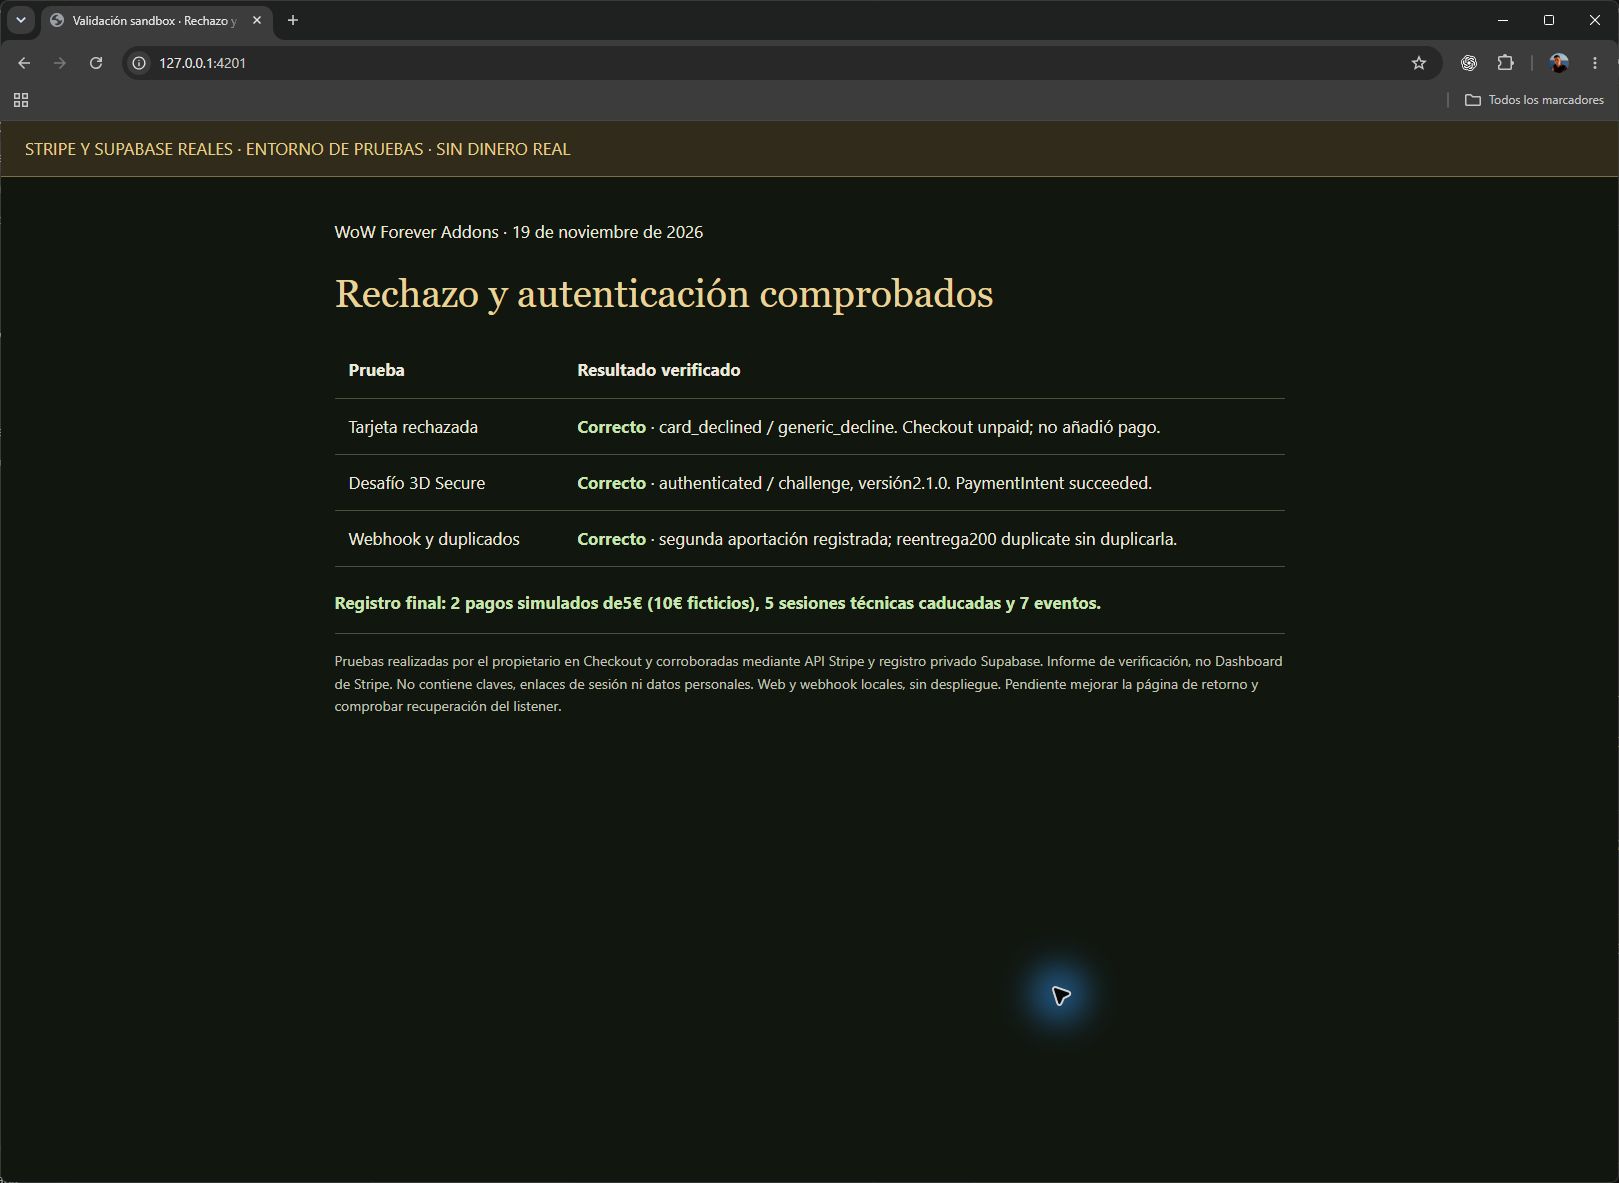 Validación sandbox · Rechazo y
127.0.0.1:4201
Todos los marcadores
STRIPE Y SUPABASE REALES · ENTORNO DE PRUEBAS · SIN DINERO REAL
WoW Forever Addons · 19 de noviembre de 2026
Rechazo y autenticación comprobados
Prueba Resultado verificado
Tarjeta rechazada Correcto · card_declined / generic_decline. Checkout unpaid; no añadió pago.
Desafío 3D Secure Correcto · authenticated / challenge, versión2.1.0. PaymentIntent succeeded.
Webhook y duplicados Correcto · segunda aportación registrada; reentrega200 duplicate sin duplicarla.
Registro final: 2 pagos simulados de5€ (10€ ficticios), 5 sesiones técnicas caducadas y 7 eventos.
Pruebas realizadas por el propietario en Checkout y corroboradas mediante API Stripe y registro privado Supabase. Informe de verificación, no Dashboard
de Stripe. No contiene claves, enlaces de sesión ni datos personales. Web y webhook locales, sin despliegue. Pendiente mejorar la página de retorno y
comprobar recuperación del listener.